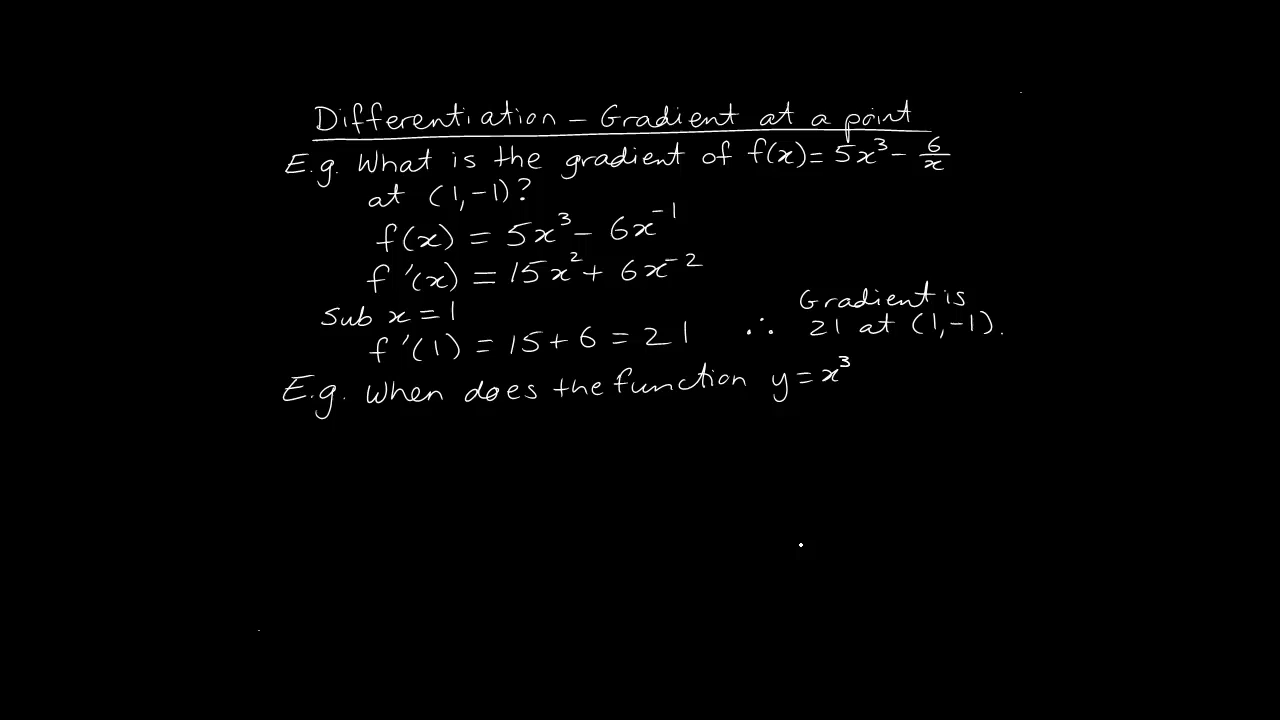 Differentiation – Gradient at a point
E.g. What is the gradient of f(x) = 5x³ – 6/x
at (1, –1)?
f(x) = 5x³ – 6x⁻¹
f'(x) = 15x² + 6x⁻²
Sub x = 1
f'(1) = 15 + 6 = 21 ∴ Gradient is
21 at (1, –1).
E.g. When does the function y = x³